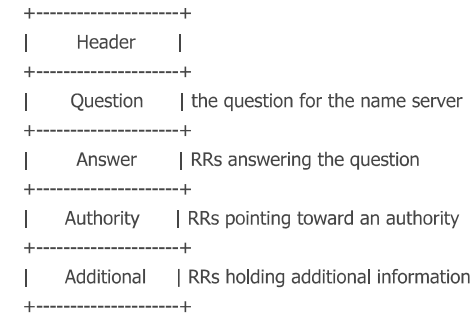 +---------------------+
|        Header       |
+---------------------+
|       Question      | the question for the name server
+---------------------+
|        Answer       | RRs answering the question
+---------------------+
|      Authority      | RRs pointing toward an authority
+---------------------+
|      Additional     | RRs holding additional information
+---------------------+